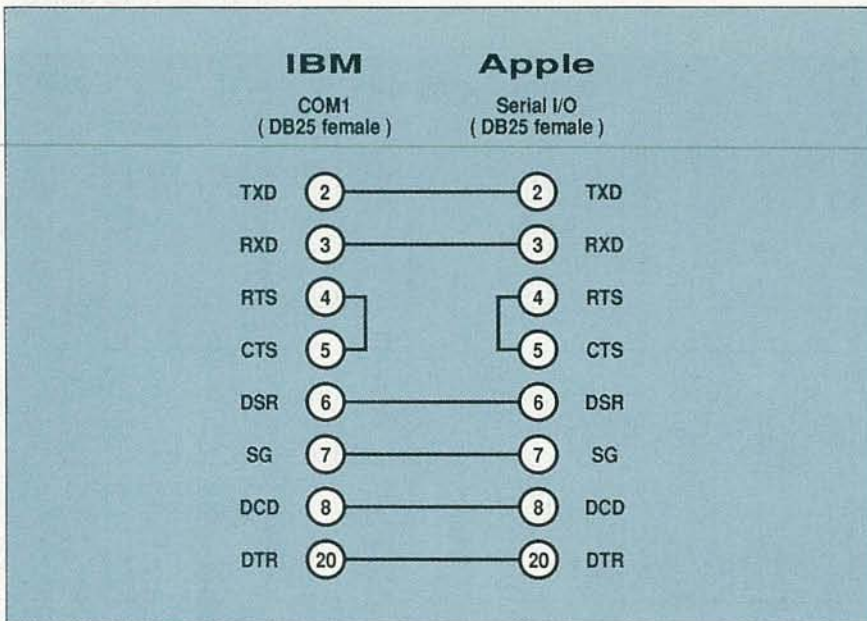 IBM Apple
COM1 Serial I/O
( DB25 female ) ( DB25 female )
TXD 2 2 TXD
RXD 3 3 RXD
RTS 4 4 RTS
CTS 5 5 CTS
DSR 6 6 DSR
SG 7 7 SG
DCD 8 8 DCD
DTR 20 20 DTR